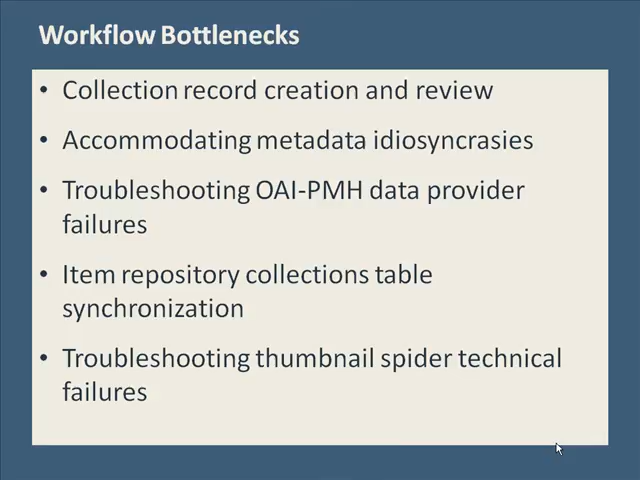 Workflow Bottlenecks
• Collection record creation and review
• Accommodating metadata idiosyncrasies
• Troubleshooting OAI-PMH data provider
failures
• Item repository collections table
synchronization
• Troubleshooting thumbnail spider technical
failures